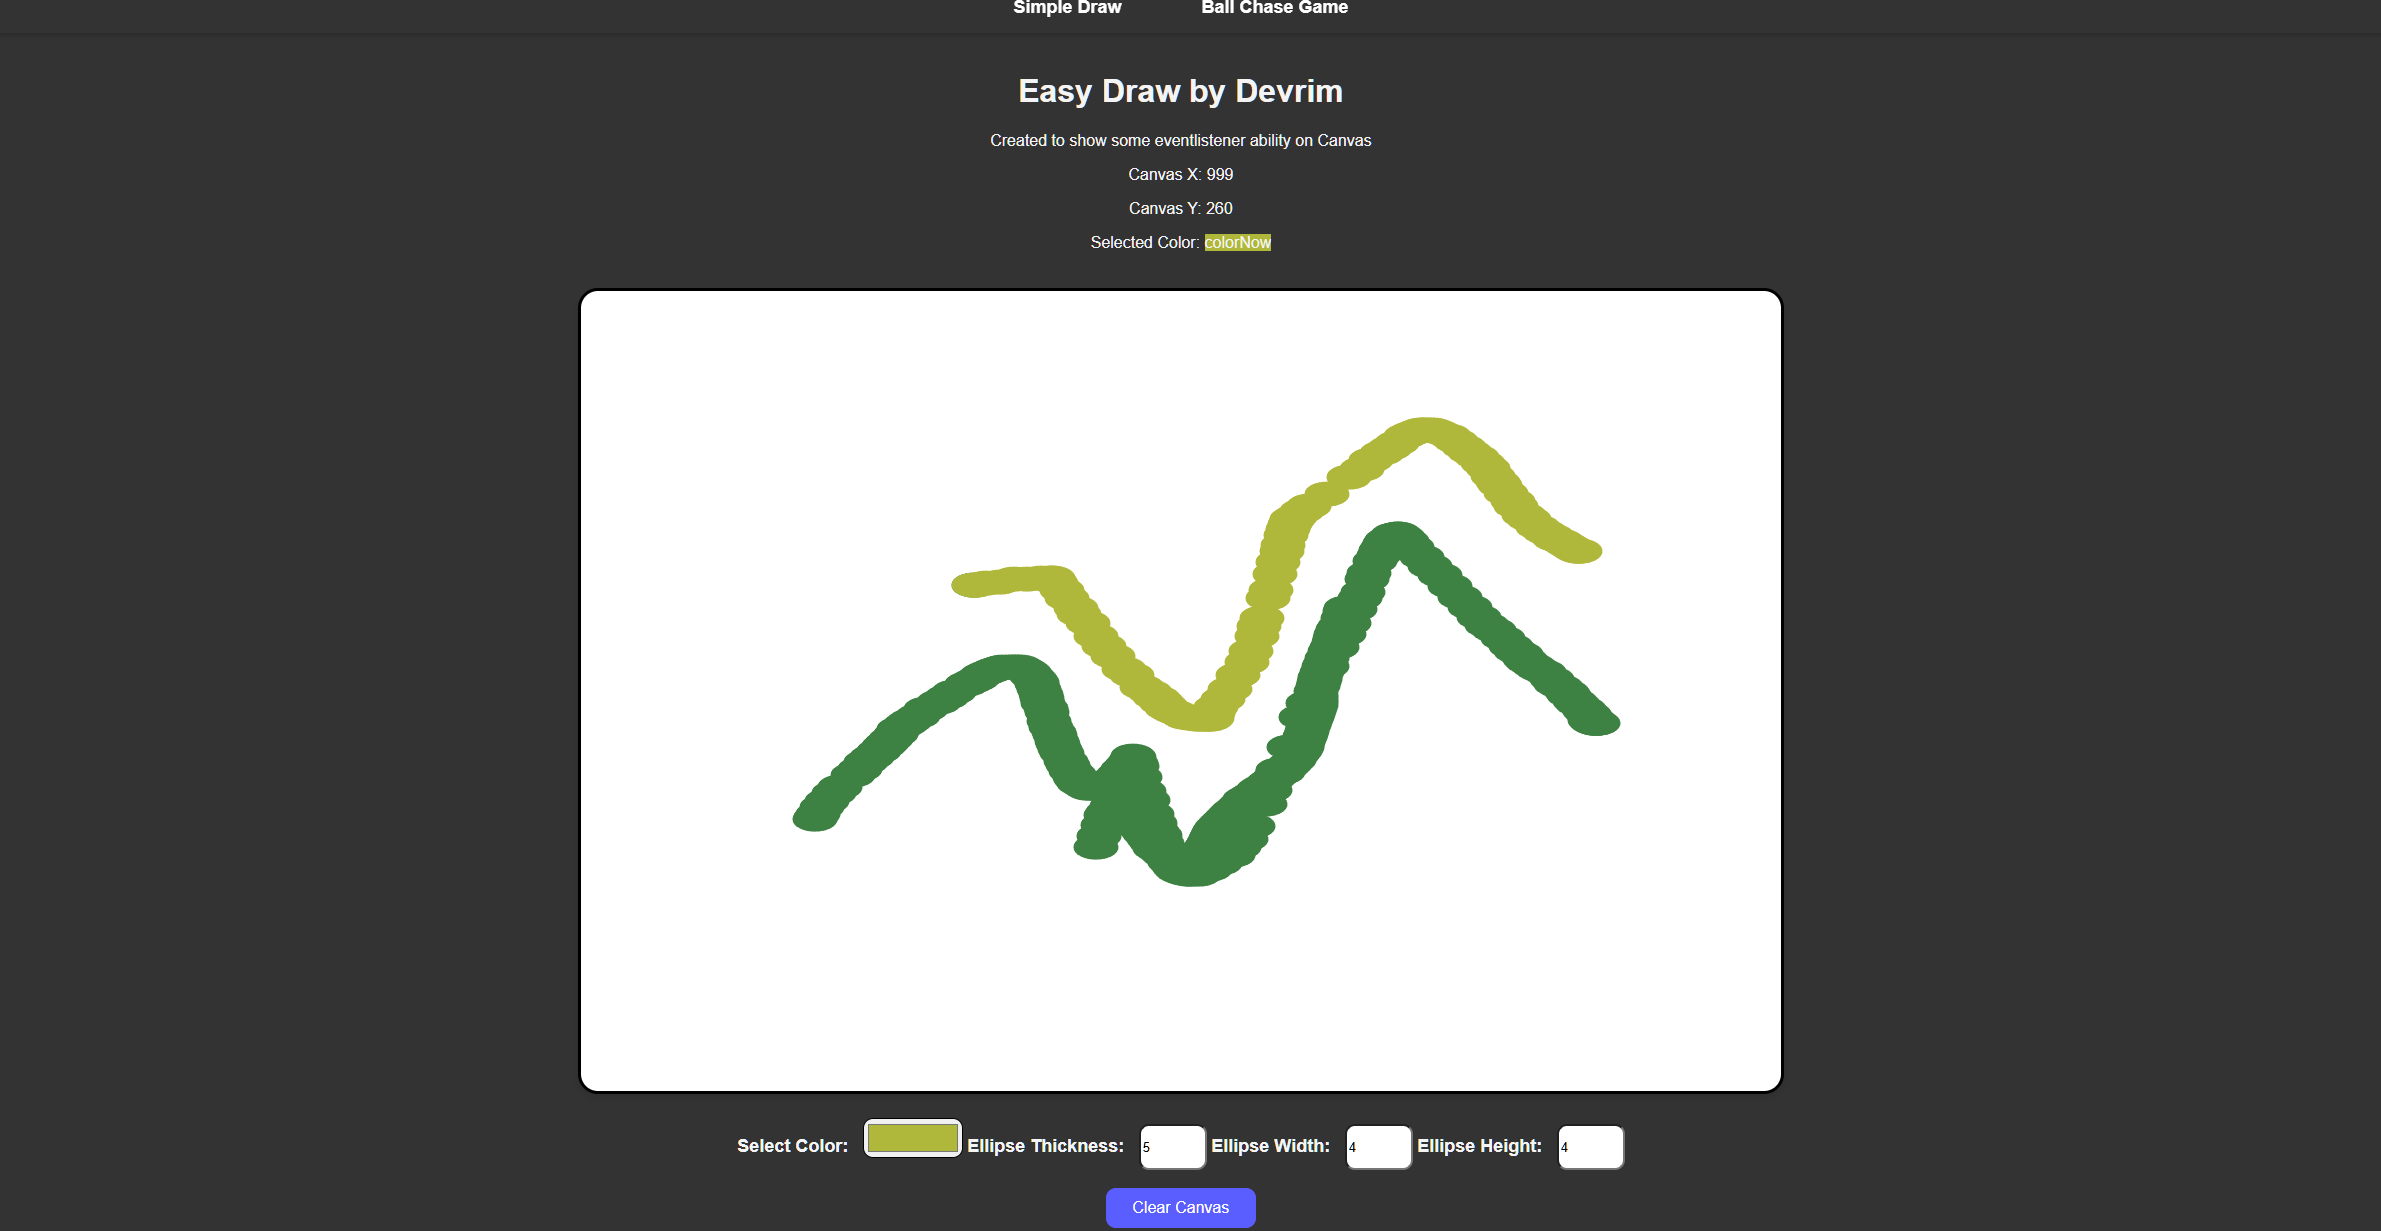 Simple Draw Ball Chase Game
Easy Draw by Devrim
Created to show some eventlistener ability on Canvas
Canvas X: 999
Canvas Y: 260
Selected Color: colorNow
Select Color: Ellipse Thickness: 5 Ellipse Width: 4 Ellipse Height: 4
Clear Canvas